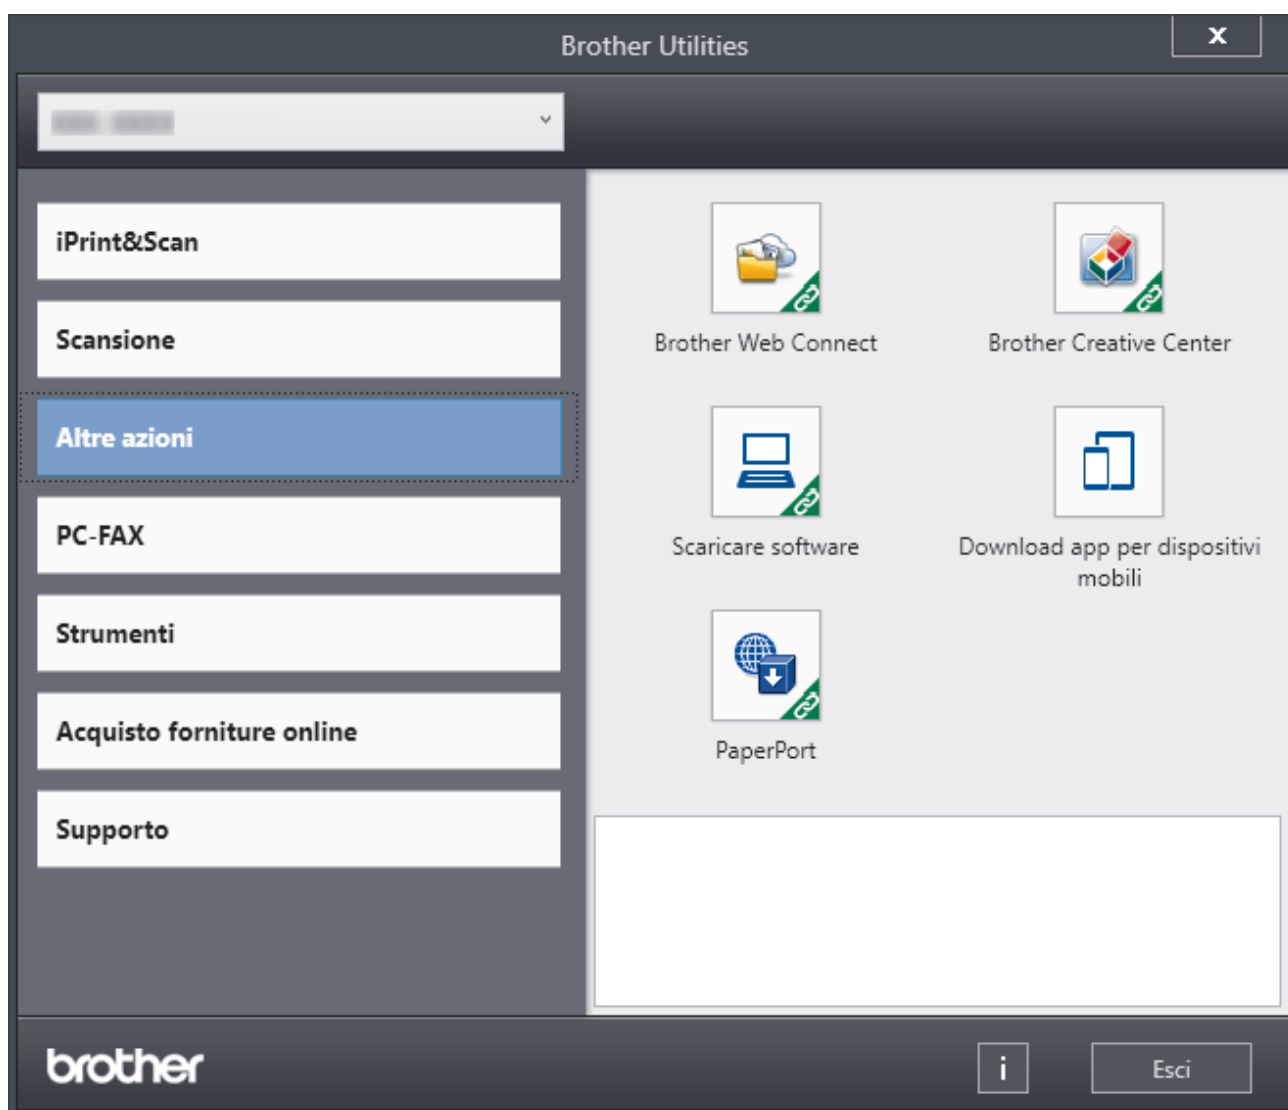 Brother Utilities
X
iPrint&Scan
Scansione
Altre azioni
PC-FAX
Strumenti
Acquisto forniture online
Supporto
Brother Web Connect
Brother Creative Center
Scaricare software
Download app per dispositivi
mobili
PaperPort
brother
i
Esci